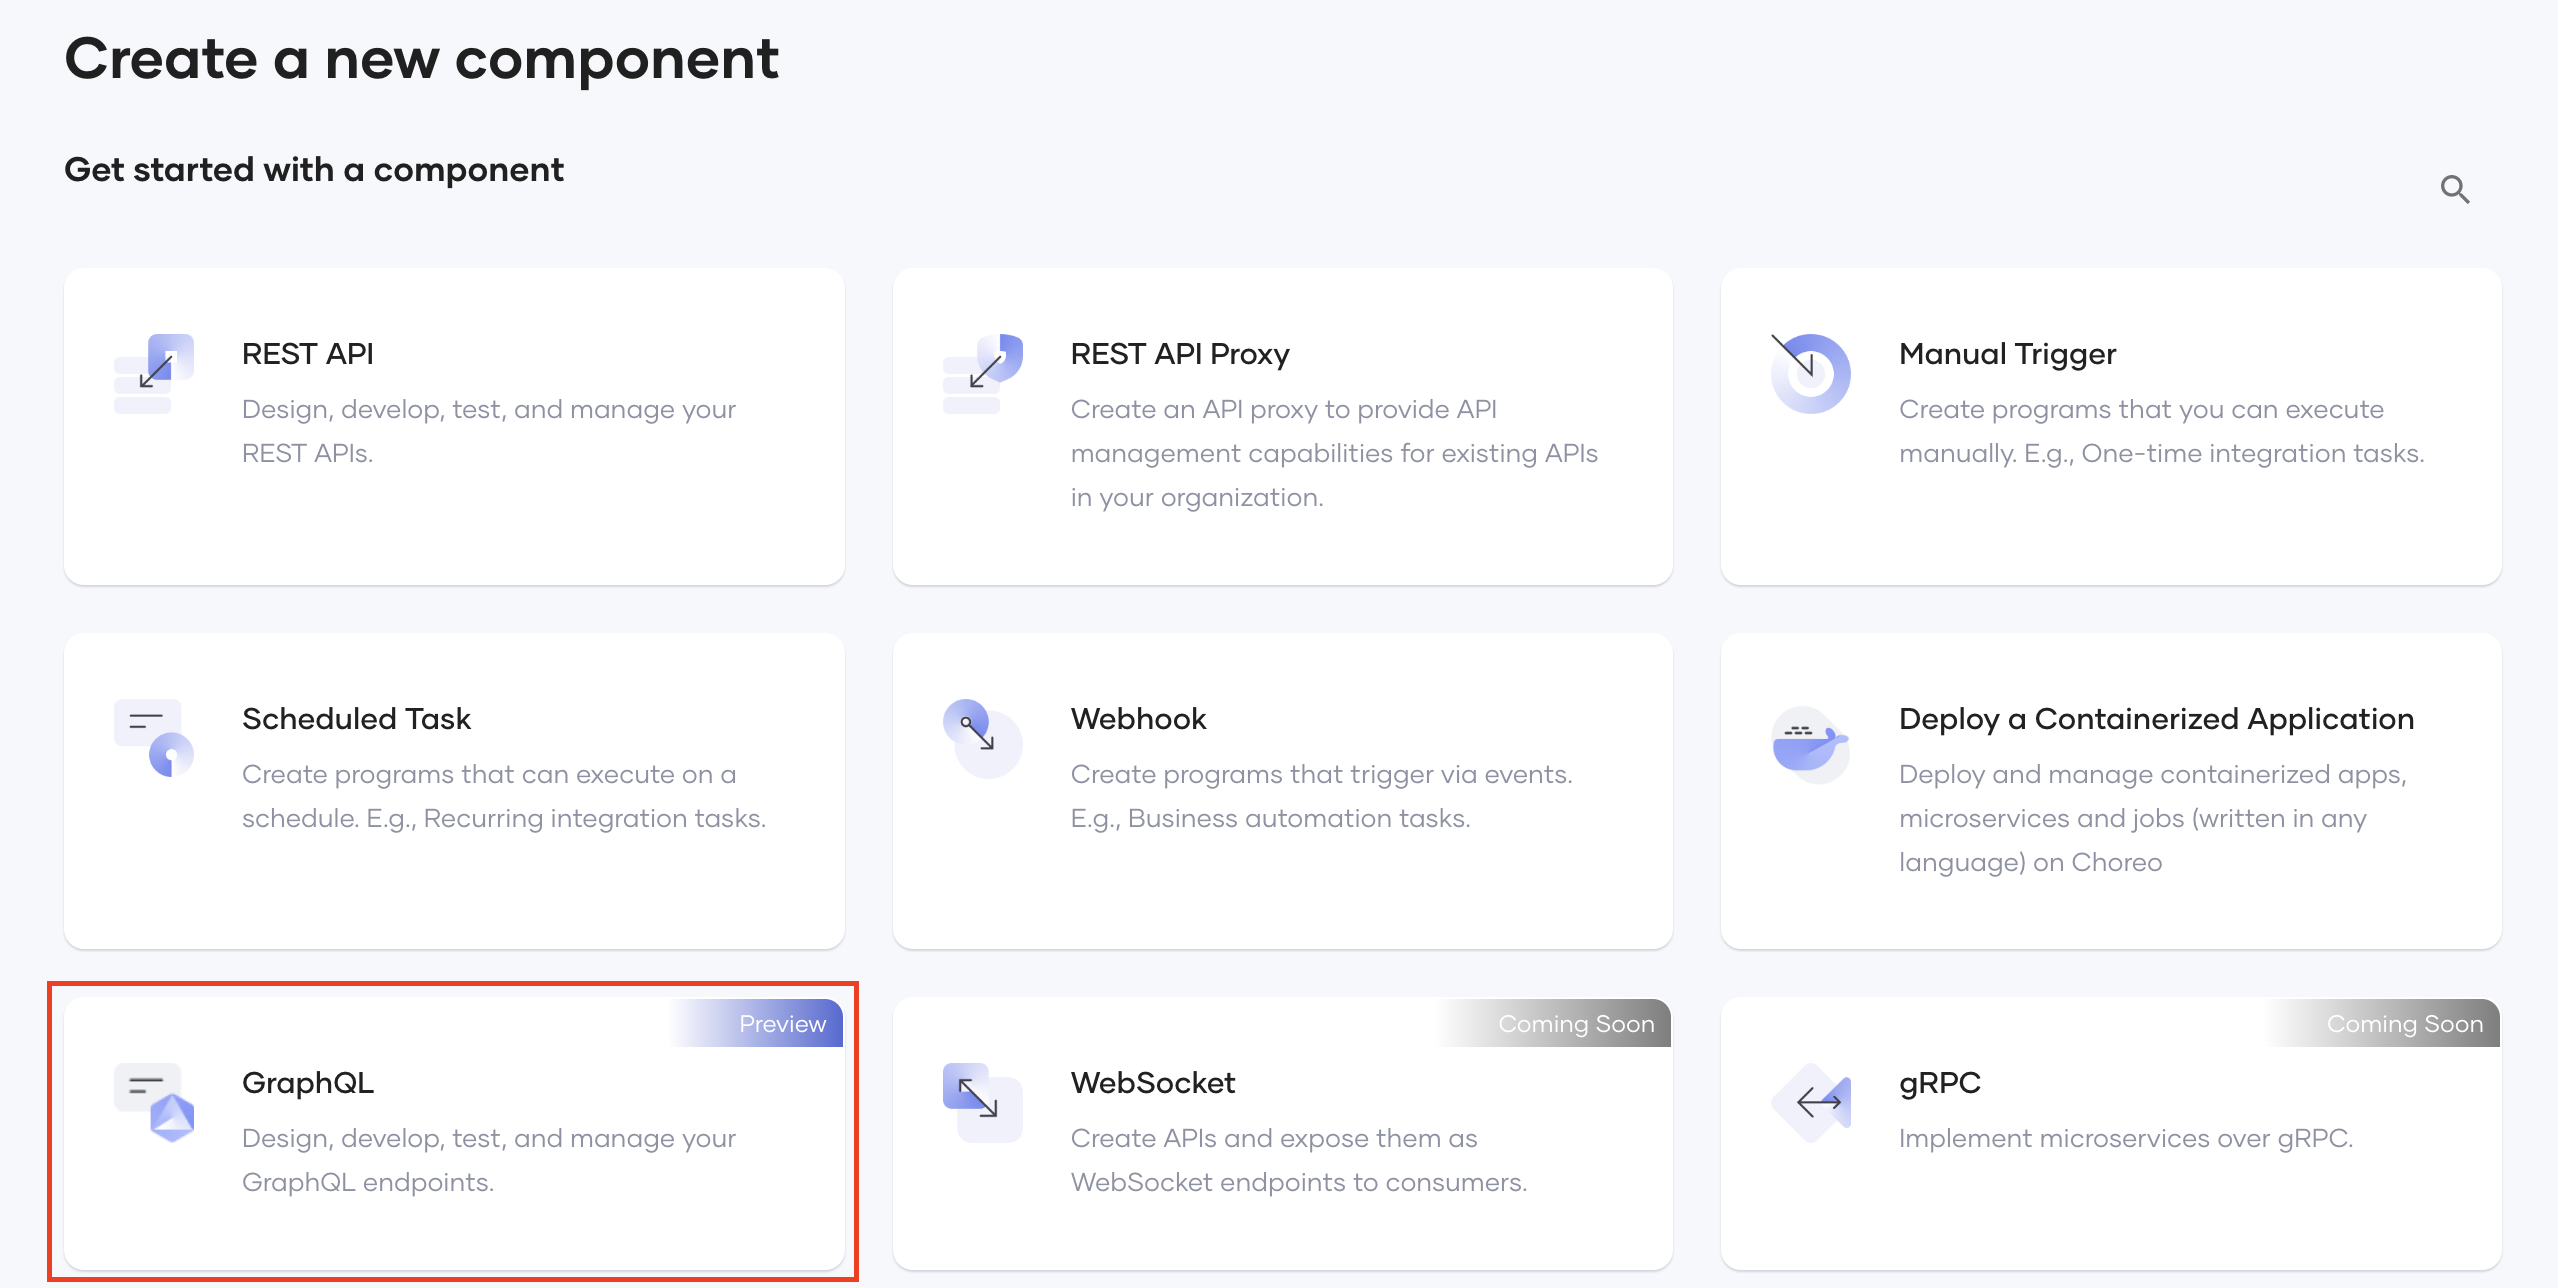 Create a new component
Get started with a component
REST API
Design, develop, test, and manage your
REST APIs.
REST API Proxy
Create an API proxy to provide API
management capabilities for existing APIs
in your organization.
Manual Trigger
Create programs that you can execute
manually. E.g., One-time integration tasks.
Scheduled Task
Create programs that can execute on a
schedule. E.g., Recurring integration tasks.
Webhook
Create programs that trigger via events.
E.g., Business automation tasks.
Deploy a Containerized Application
Deploy and manage containerized apps,
microservices and jobs (written in any
language) on Choreo
Preview
GraphQL
Design, develop, test, and manage your
GraphQL endpoints.
Coming Soon
WebSocket
Create APIs and expose them as
WebSocket endpoints to consumers.
Coming Soon
gRPC
Implement microservices over gRPC.